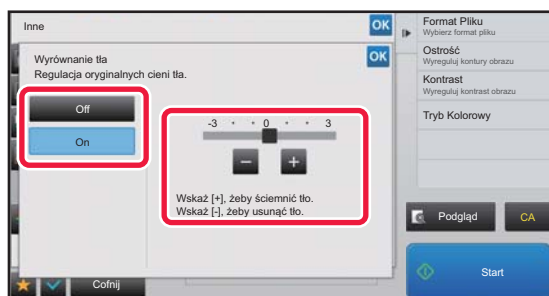 Inne
OK
Wyrównanie tła
Regulacja oryginalnych cieni tła.
OK
Off
On
-3 0 3
- +
Wskaż [+], żeby ściemnić tło.
Wskaż [-], żeby usunąć tło.
Cofnij
Format Pliku
Wybierz format pliku
Ostrość
Wyreguluj kontury obrazu
Kontrast
Wyreguluj kontrast obrazu
Tryb Kolorowy
Podgląd
CA
Start